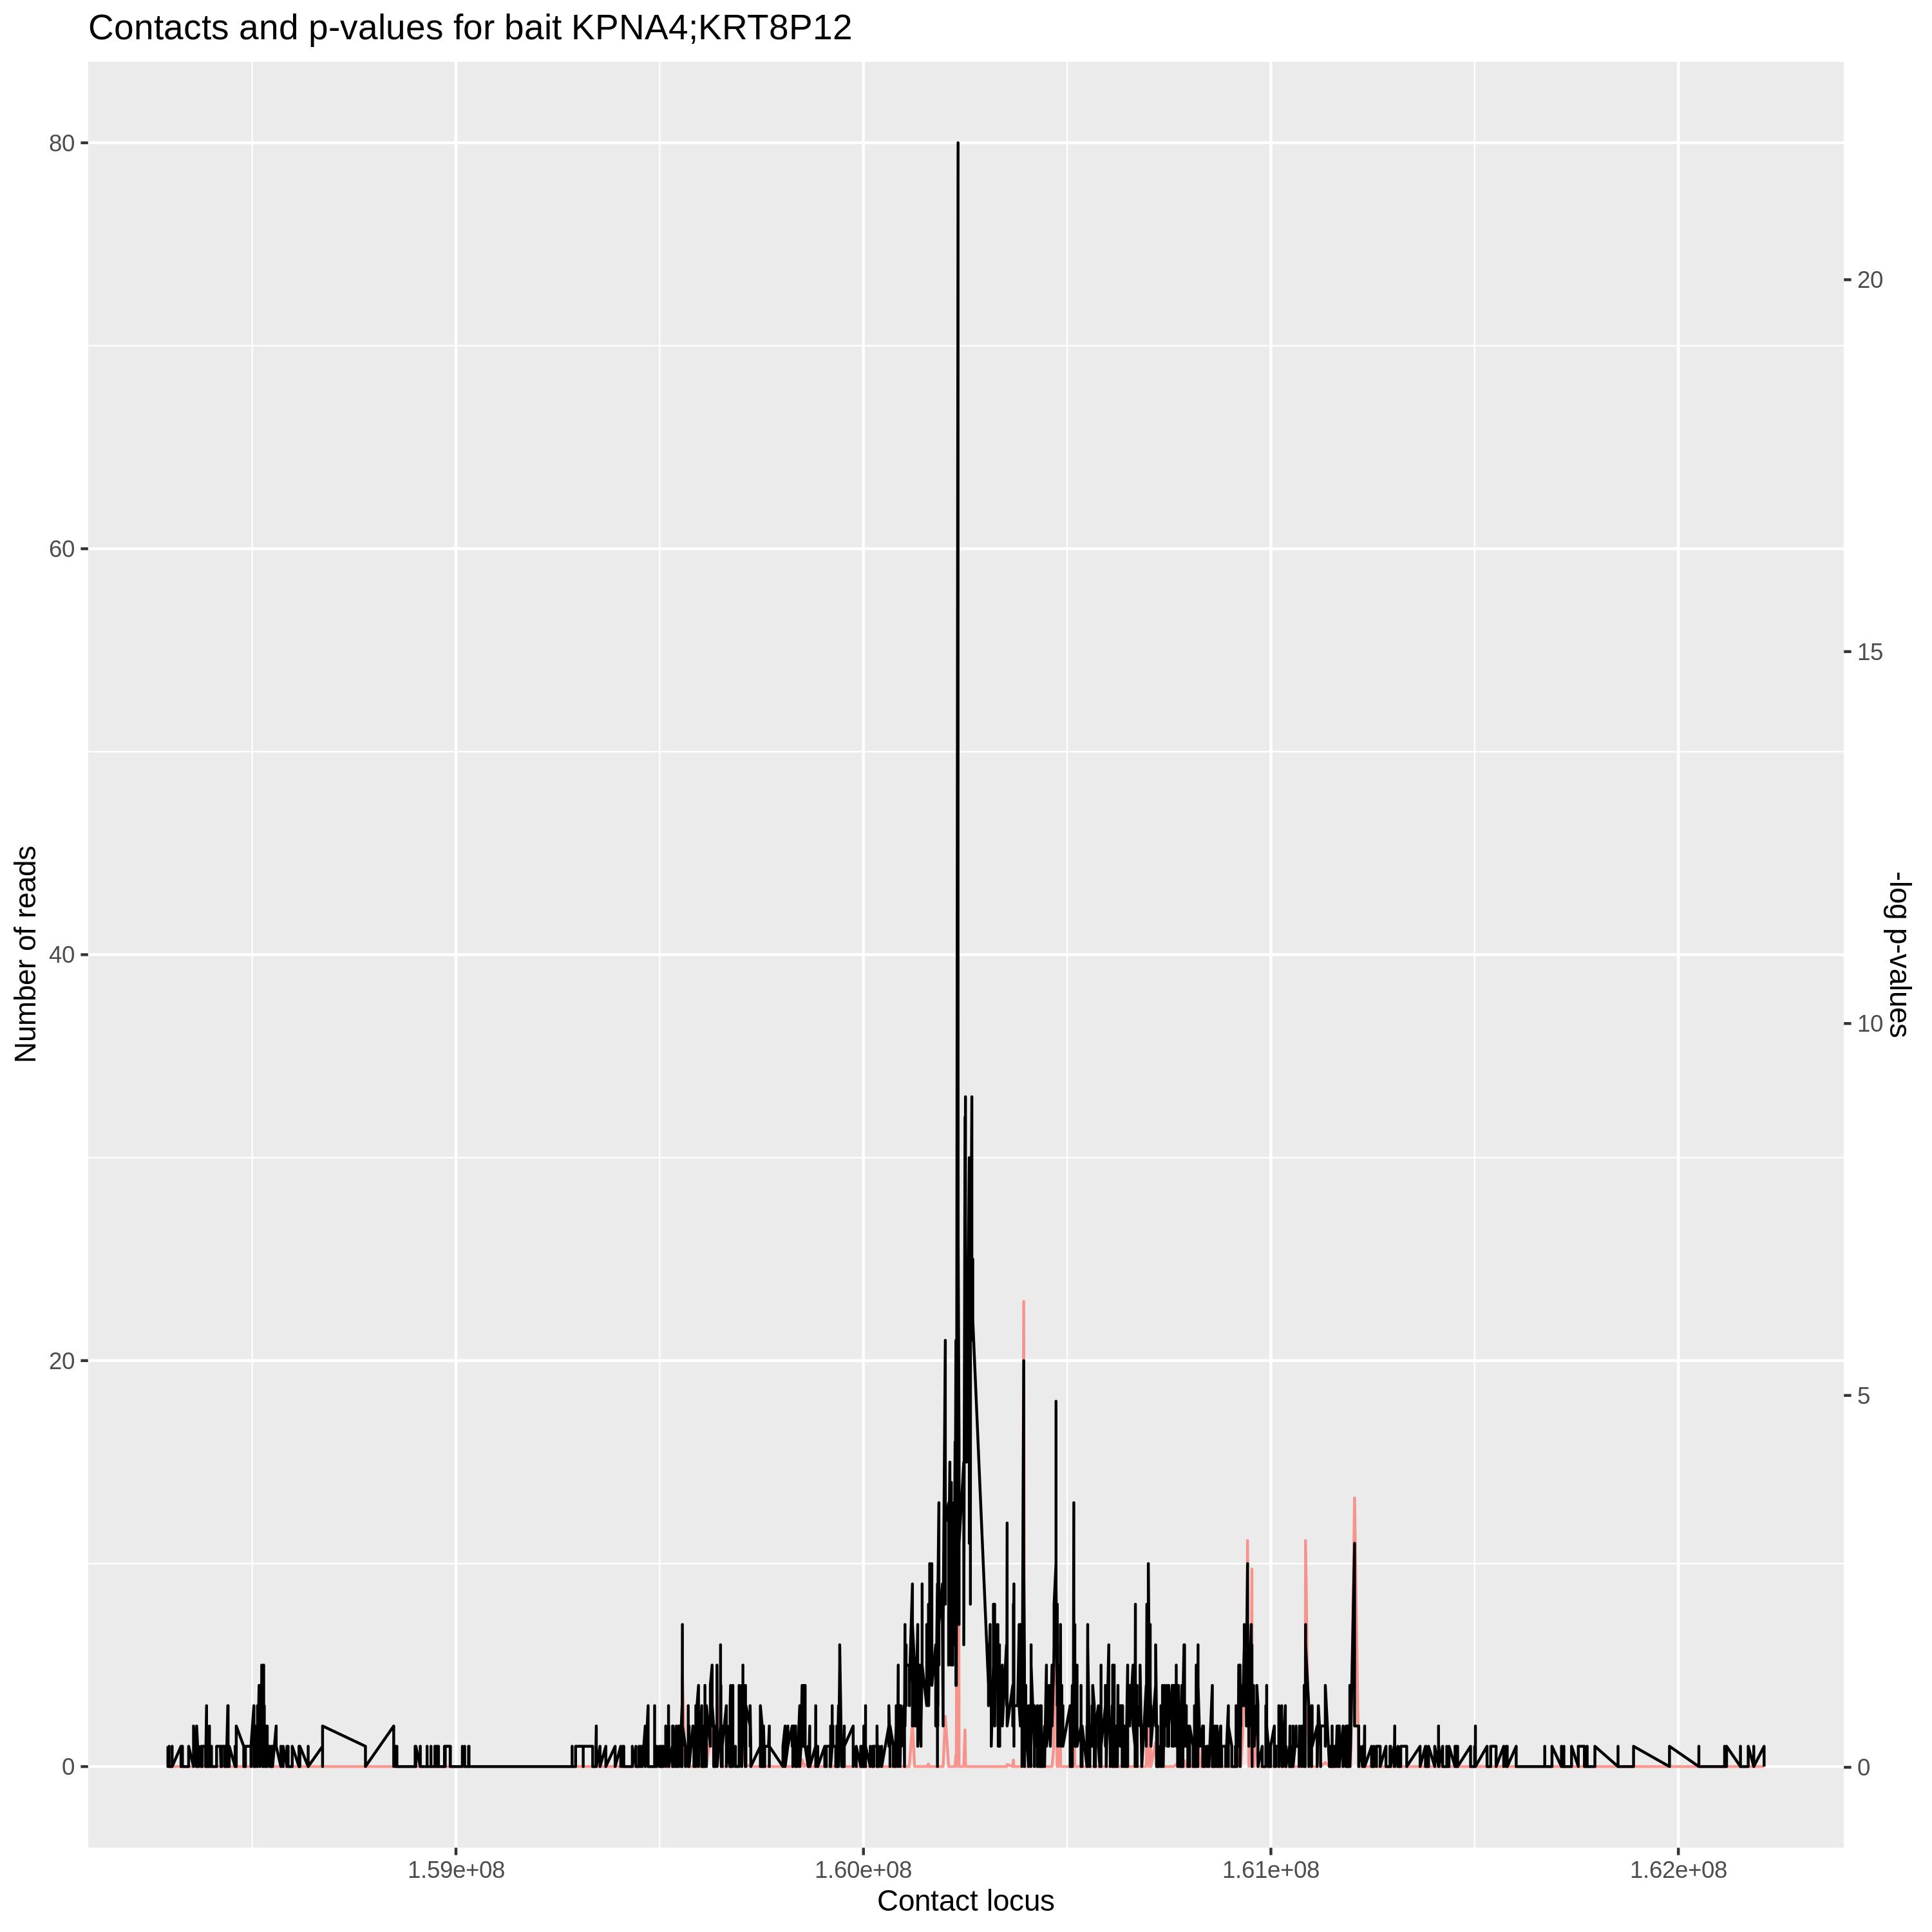 Contacts and p-values for bait KPNA4;KRT8P12
80
60
40
20
0
Number of reads
20
15
10
5
0
-log p-values
1.59e+08
1.60e+08
1.61e+08
1.62e+08
Contact locus